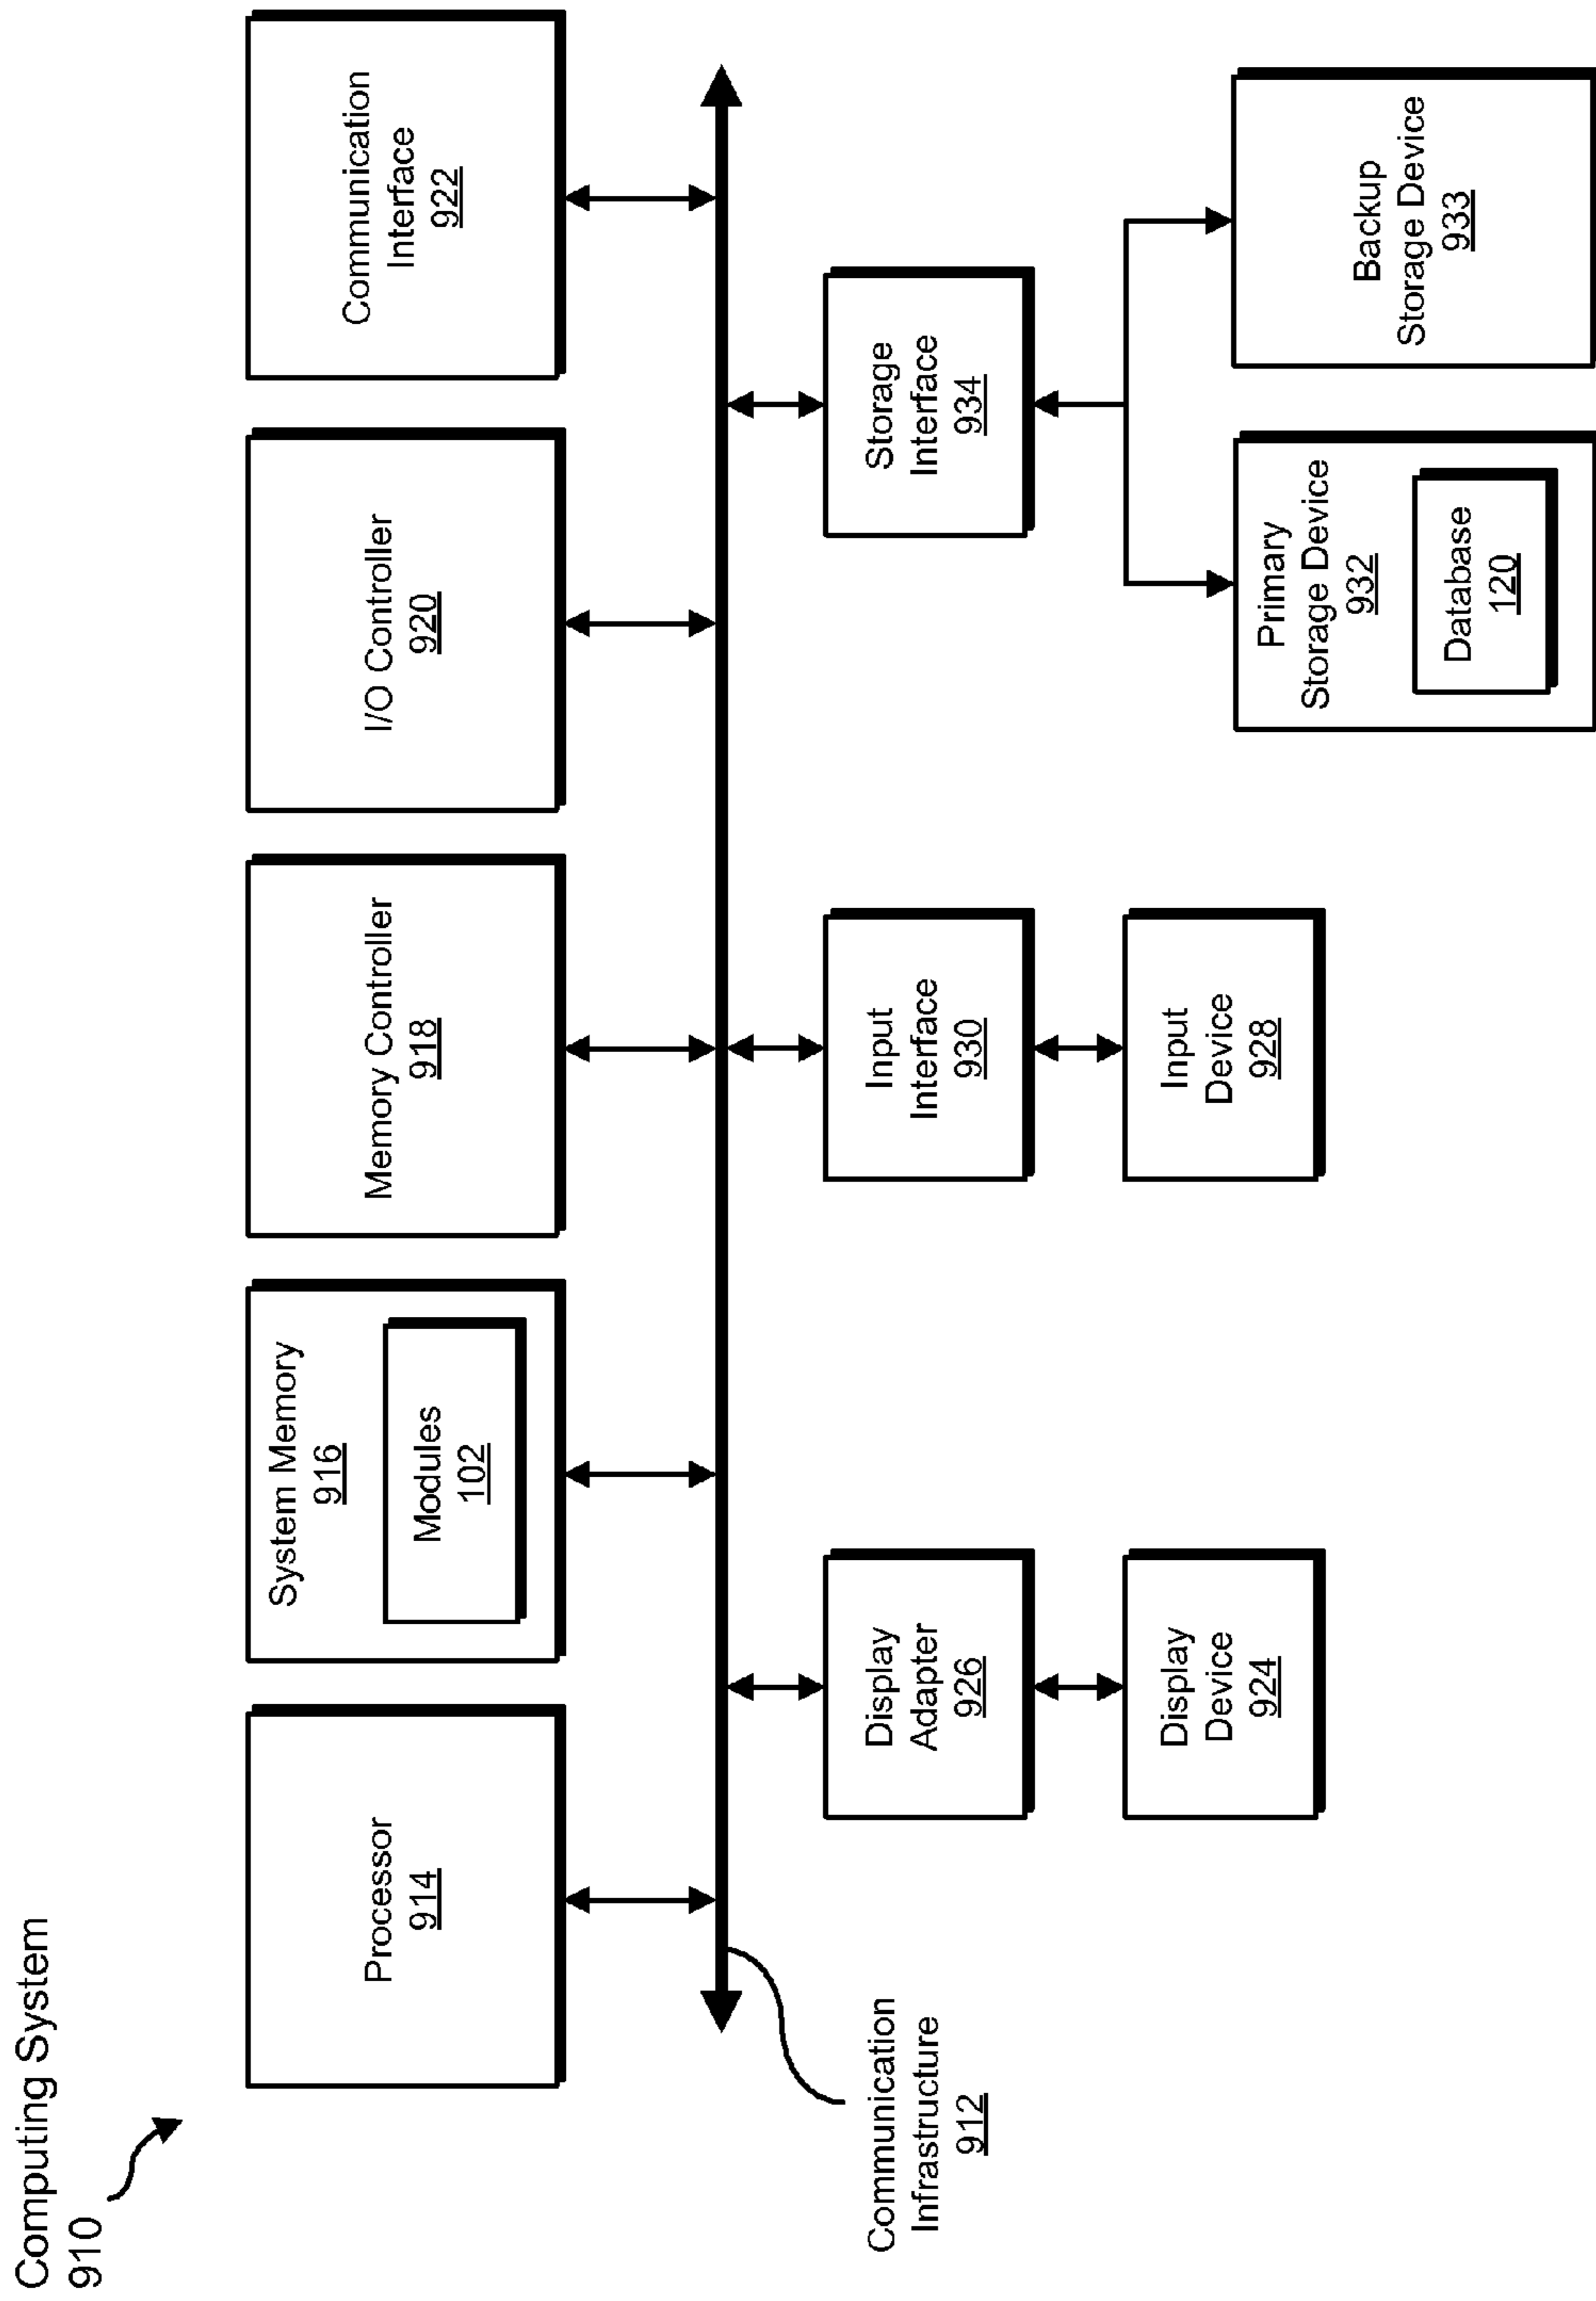 Computing System
910
Processor
914
System Memory
916
Modules
102
Memory Controller
918
I/O Controller
920
Communication
Interface
922
Communication
Infrastructure
912
Display
Adapter
926
Input
Interface
930
Storage
Interface
934
Display
Device
924
Input
Device
928
Primary
Storage Device
932
Database
120
Backup
Storage Device
933